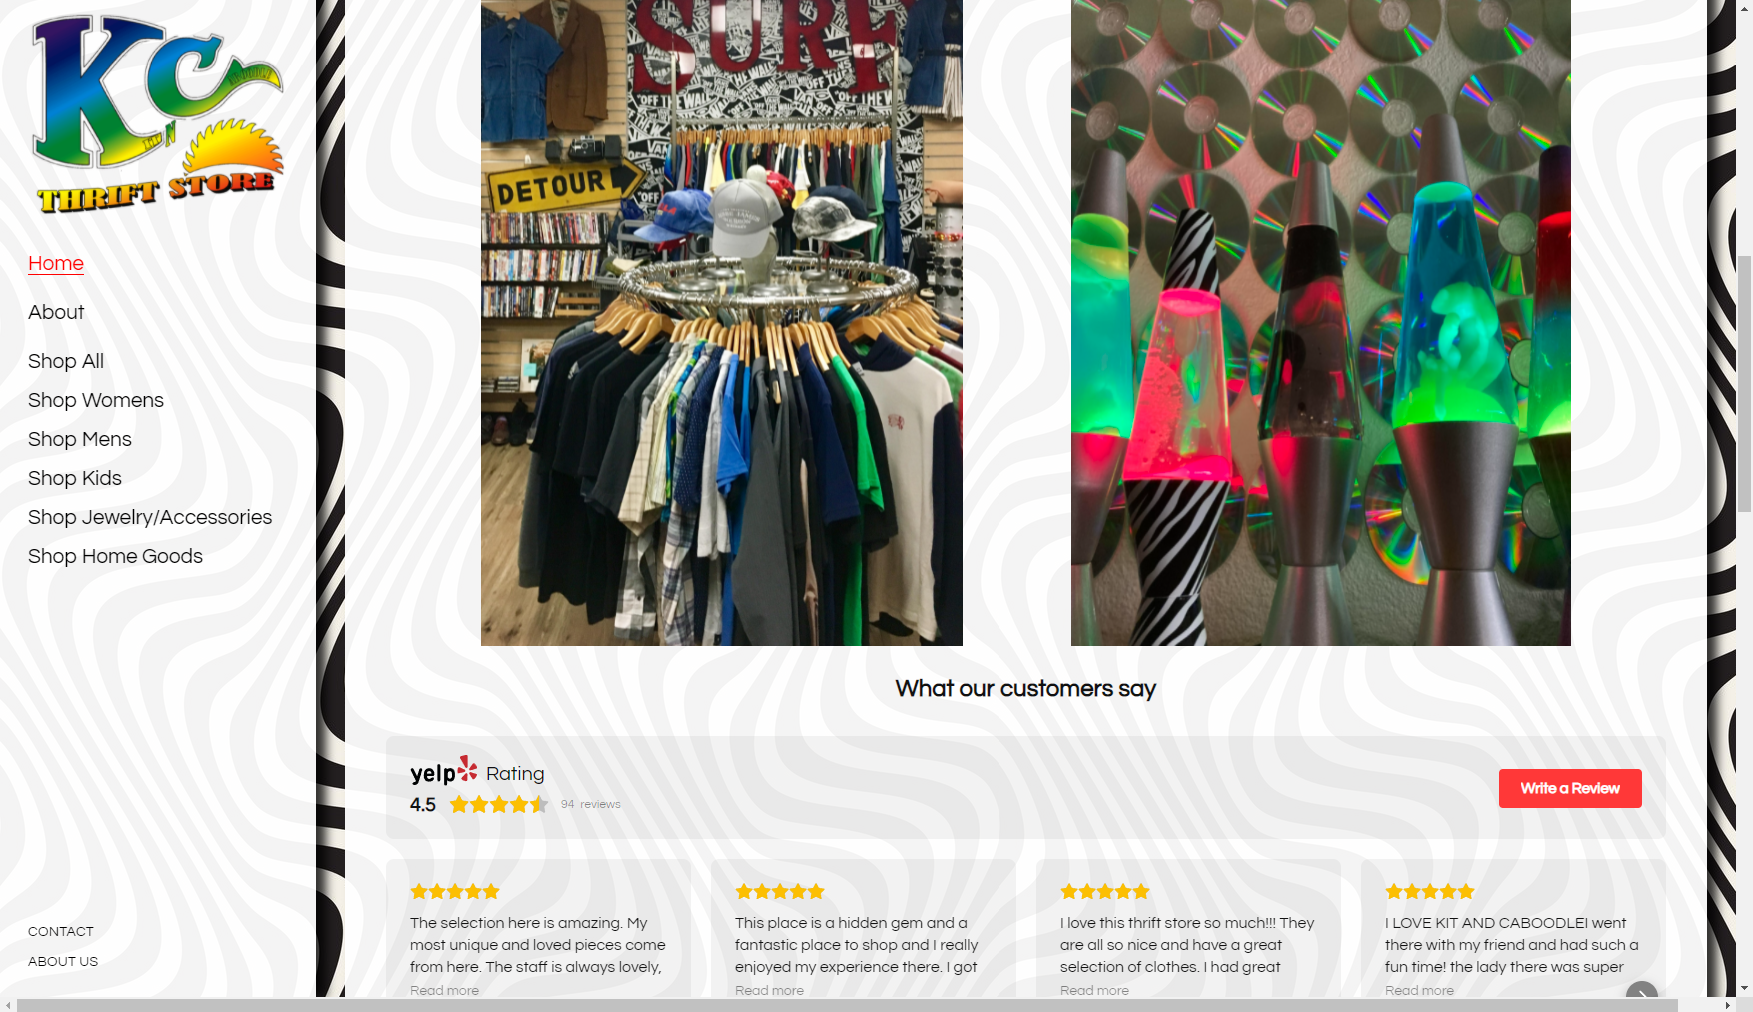 KC
THRIFT STORE
Home
About
Shop All
Shop Womens
Shop Mens
Shop Kids
Shop Jewelry/Accessories
Shop Home Goods
CONTACT
ABOUT US
SURF
OFF THE WALL
DETOUR
What our customers say
yelp Rating
4.5 94 reviews
Write a Review
The selection here is amazing. My
most unique and loved pieces come
from here. The staff is always lovely,
Read more
This place is a hidden gem and a
fantastic place to shop and I really
enjoyed my experience there. I got
Read more
I love this thrift store so much!!! They
are all so nice and have a great
selection of clothes. I had great
Read more
I LOVE KIT AND CABOODLE! went
there with my friend and had such a
fun time! the lady there was super
Read more